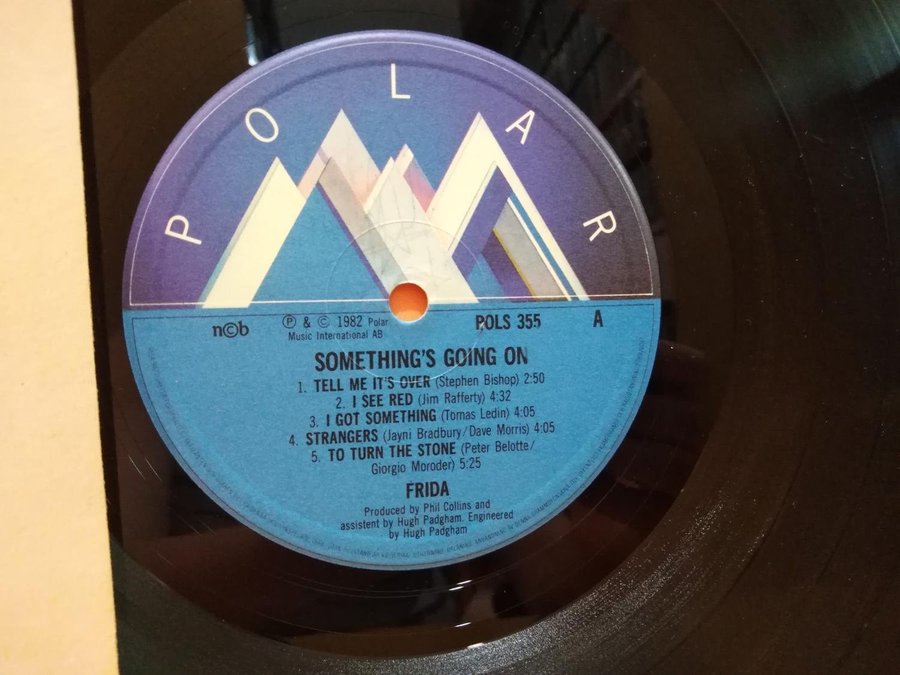 POLAR
n©b
Ⓟ & © 1982 Polar
Music International AB
POLS 355
A
SOMETHING'S GOING ON
1. TELL ME IT'S OVER (Stephen Bishop) 2:50
2. I SEE RED (Jim Rafferty) 4:32
3. I GOT SOMETHING (Tomas Ledin) 4:05
4. STRANGERS (Jayni Bradbury/Dave Morris) 4:05
5. TO TURN THE STONE (Peter Belotte/
Giorgio Moroder) 5:25
FRIDA
Produced by Phil Collins and
assistent by Hugh Padgham. Engineered
by Hugh Padgham